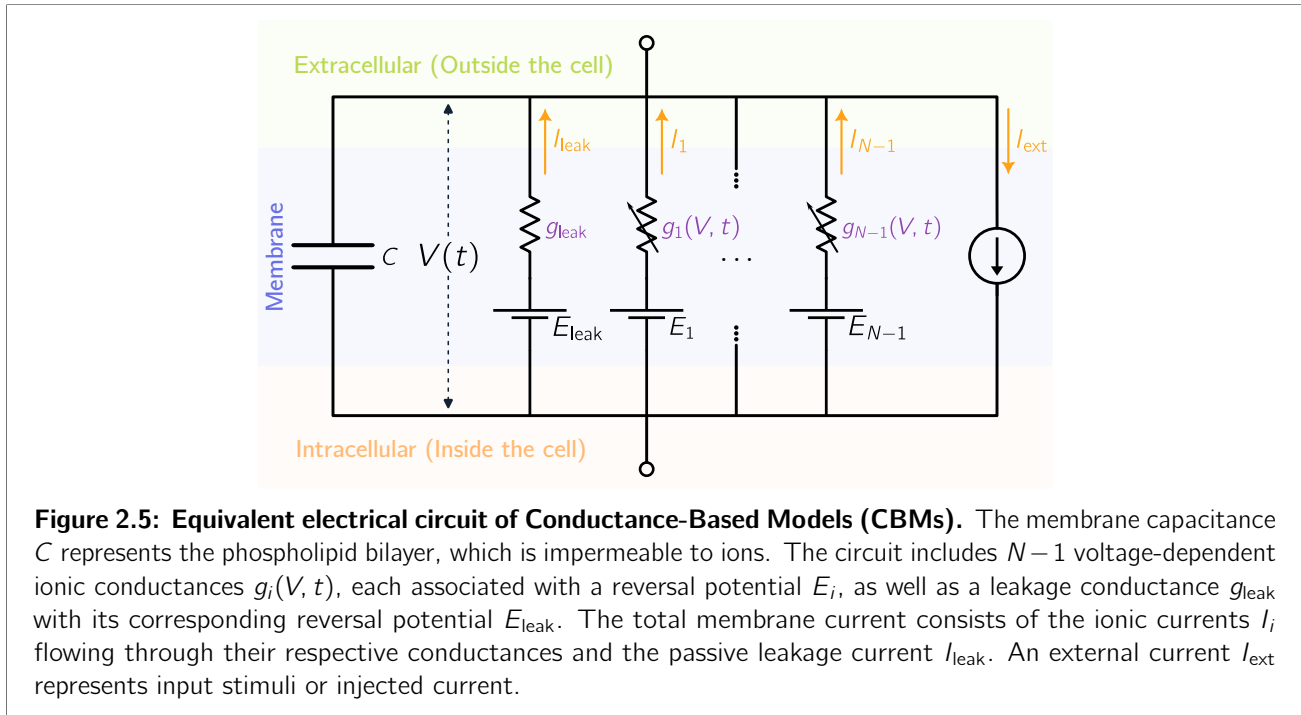 Extracellular (Outside the cell)
I_leak I_1 I_N−1 I_ext
Membrane
g_leak g_1(V, t) g_N−1(V, t)
C V(t) ...
E_leak E_1 E_N−1
Intracellular (Inside the cell)
Figure 2.5: Equivalent electrical circuit of Conductance-Based Models (CBMs). The membrane capacitance
C represents the phospholipid bilayer, which is impermeable to ions. The circuit includes N − 1 voltage-dependent
ionic conductances g_i(V, t), each associated with a reversal potential E_i, as well as a leakage conductance g_leak
with its corresponding reversal potential E_leak. The total membrane current consists of the ionic currents I_i
flowing through their respective conductances and the passive leakage current I_leak. An external current I_ext
represents input stimuli or injected current.